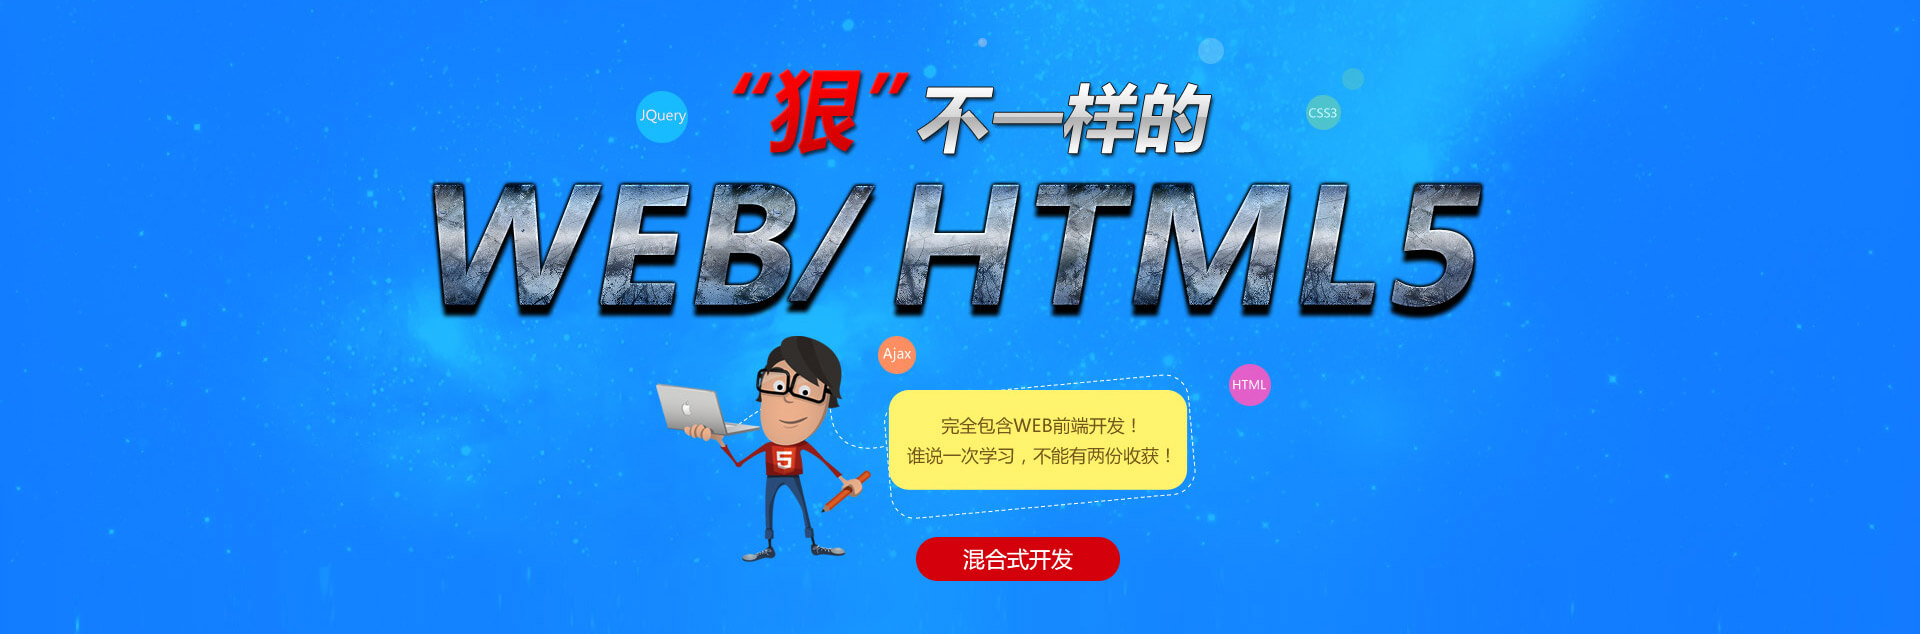 “狠”不一样的
JQuery
CSS3
WEB/HTML5
Ajax
HTML
完全包含WEB前端开发！
谁说一次学习，不能有两份收获！
5
混合式开发